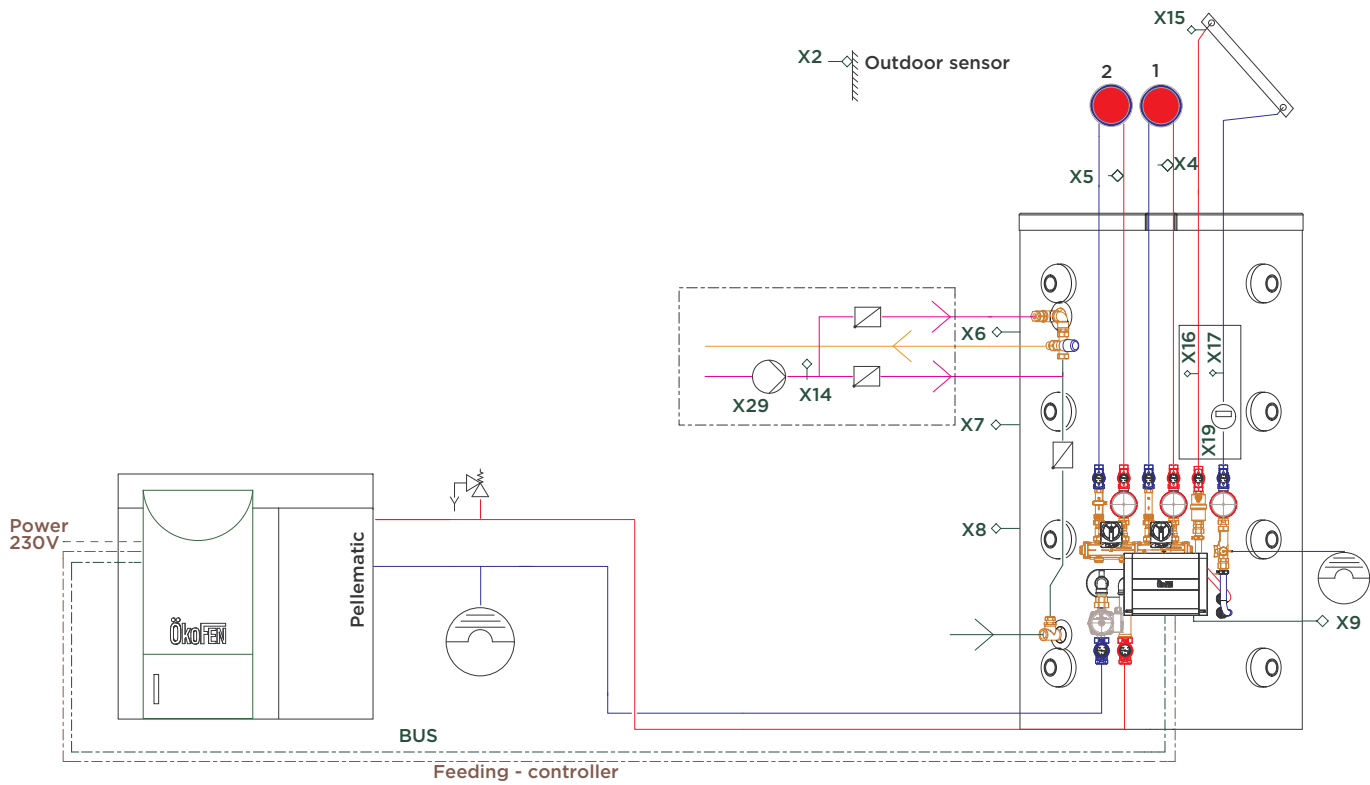 X15
X2
Outdoor sensor
2
1
X5
X4
X6
X16
X17
X14
X29
X7
X19
X8
Power
230V
Pellematic
ÖkoFEN
ÖkoFEN
X9
BUS
Feeding - controller